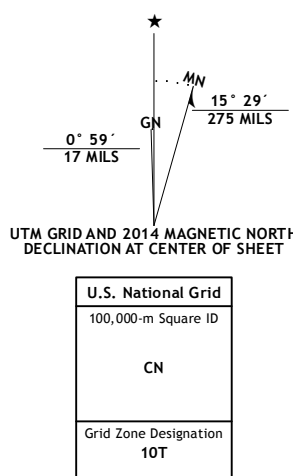 ★
MN
GN
15° 29´
275 MILS
0° 59´
17 MILS
UTM GRID AND 2014 MAGNETIC NORTH
DECLINATION AT CENTER OF SHEET
U.S. National Grid
100,000-m Square ID
CN
Grid Zone Designation
10T